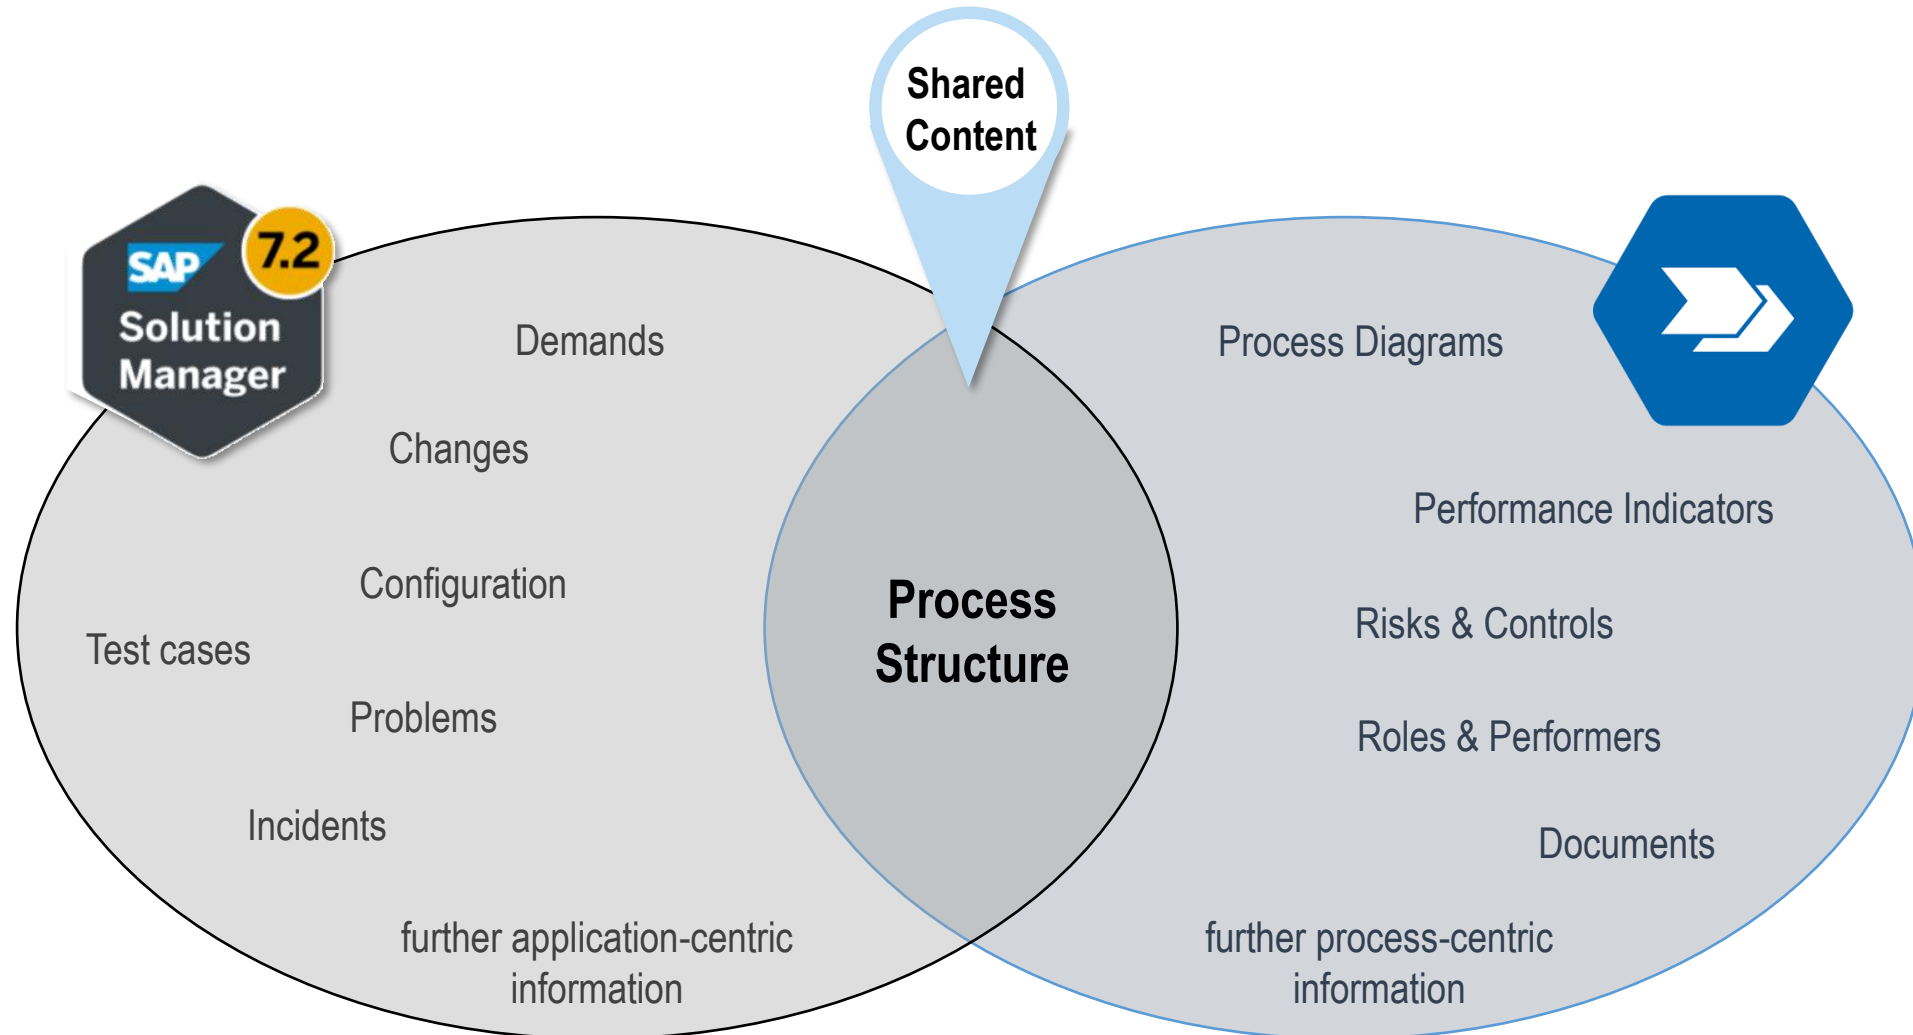 Shared
Content
SAP
7.2
Solution
Manager
Demands
Changes
Configuration
Test cases
Problems
Incidents
further application-centric
information
Process
Structure
Process Diagrams
Performance Indicators
Risks & Controls
Roles & Performers
Documents
further process-centric
information